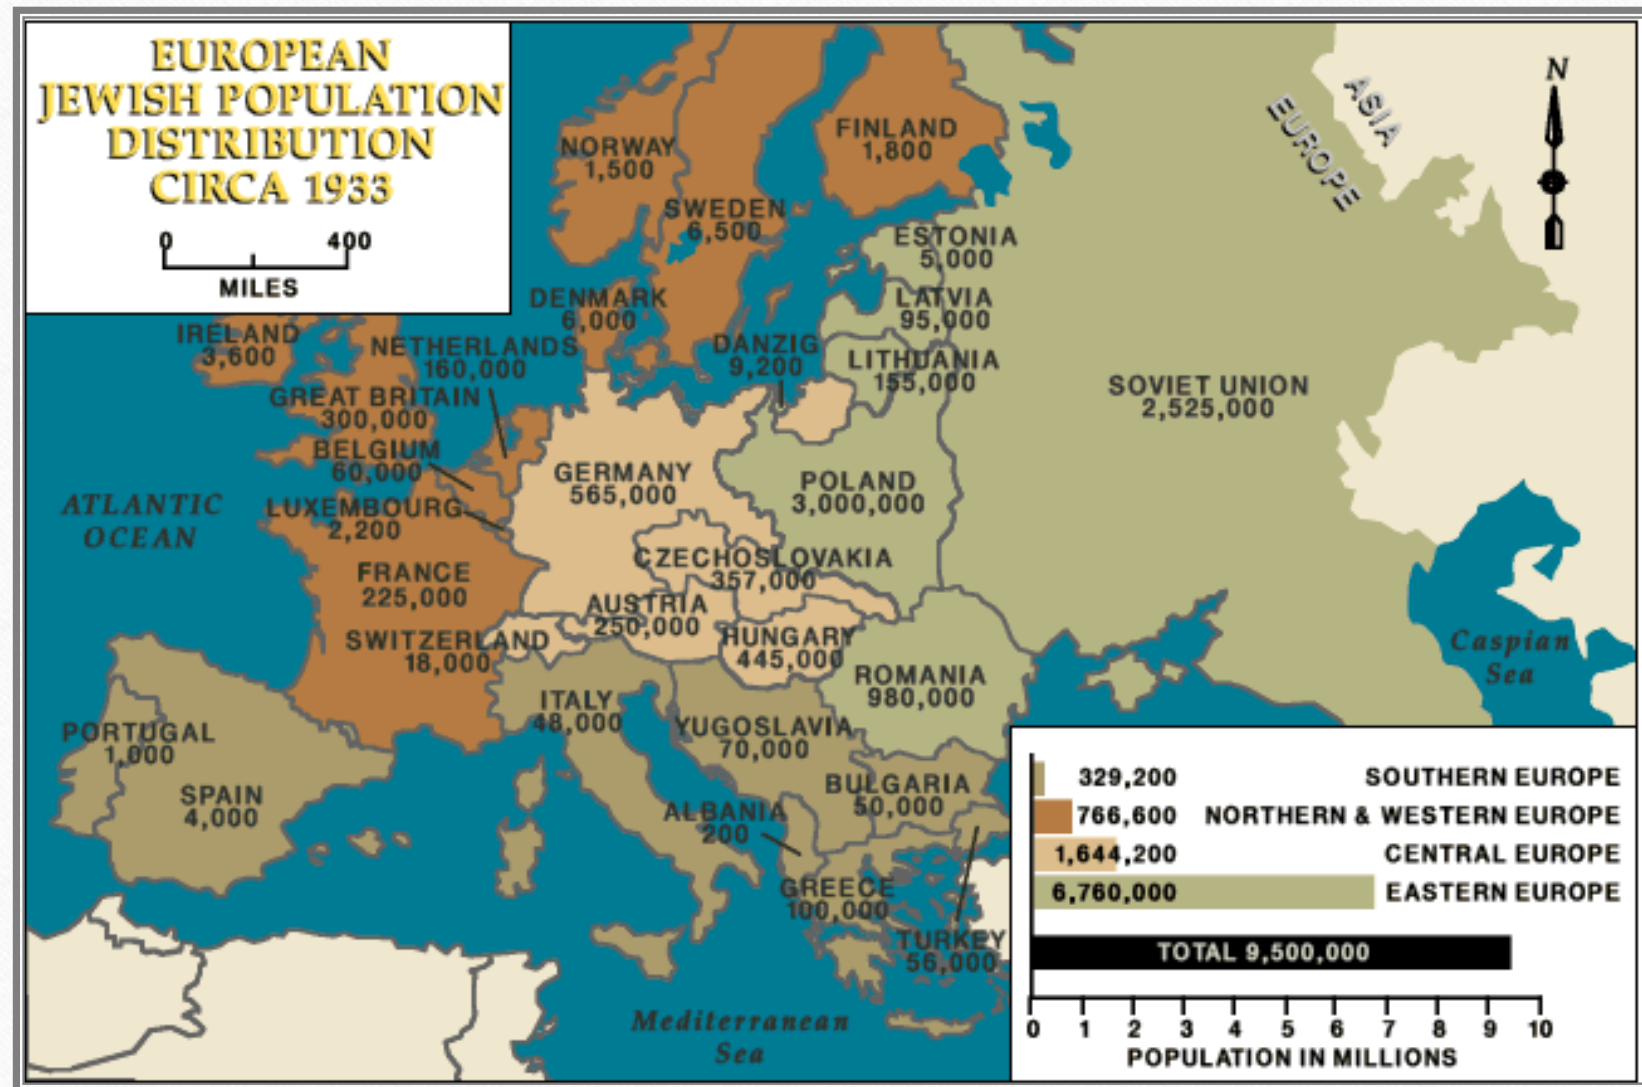 EUROPEAN
JEWISH POPULATION
DISTRIBUTION
CIRCA 1933
0 400
MILES
N
ASIA
EUROPE
NORWAY
1,500
FINLAND
1,800
SWEDEN
6,500
ESTONIA
5,000
DENMARK
6,000
LATVIA
95,000
IRELAND
3,600
NETHERLANDS
160,000
DANZIG
9,200
LITHUANIA
155,000
GREAT BRITAIN
300,000
SOVIET UNION
2,525,000
BELGIUM
60,000
GERMANY
565,000
POLAND
3,000,000
ATLANTIC
OCEAN
LUXEMBOURG
2,200
CZECHOSLOVAKIA
357,000
FRANCE
225,000
AUSTRIA
250,000
SWITZERLAND
18,000
HUNGARY
445,000
Caspian
Sea
ROMANIA
980,000
ITALY
48,000
PORTUGAL
1,000
YUGOSLAVIA
70,000
SPAIN
4,000
BULGARIA
50,000
ALBANIA
200
GREECE
100,000
TURKEY
56,000
Mediterranean
Sea
329,200 SOUTHERN EUROPE
766,600 NORTHERN & WESTERN EUROPE
1,644,200 CENTRAL EUROPE
6,760,000 EASTERN EUROPE
TOTAL 9,500,000
0 1 2 3 4 5 6 7 8 9 10
POPULATION IN MILLIONS